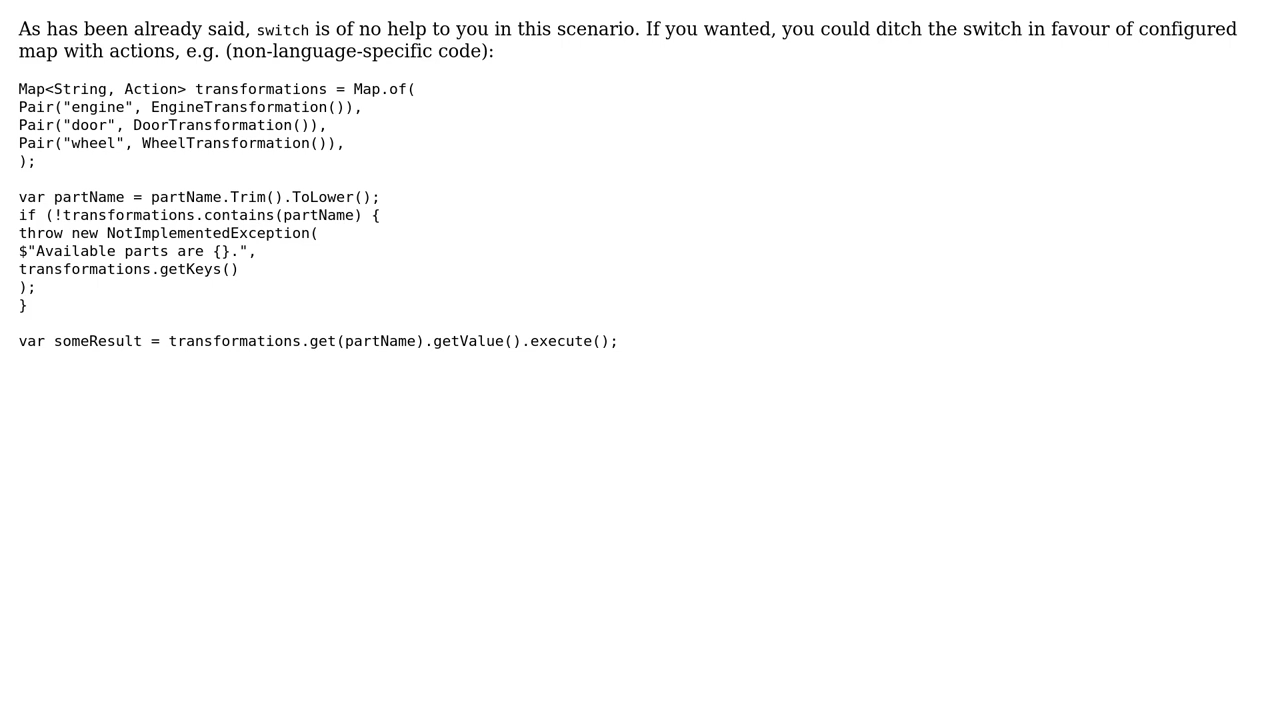 As has been already said, switch is of no help to you in this scenario. If you wanted, you could ditch the switch in favour of configured
map with actions, e.g. (non-language-specific code):
Map<String, Action> transformations = Map.of(
Pair("engine", EngineTransformation()),
Pair("door", DoorTransformation()),
Pair("wheel", WheelTransformation()),
);
var partName = partName.Trim().ToLower();
if (!transformations.contains(partName) {
throw new NotImplementedException(
$"Available parts are {}.",
transformations.getKeys()
);
}
var someResult = transformations.get(partName).getValue().execute();